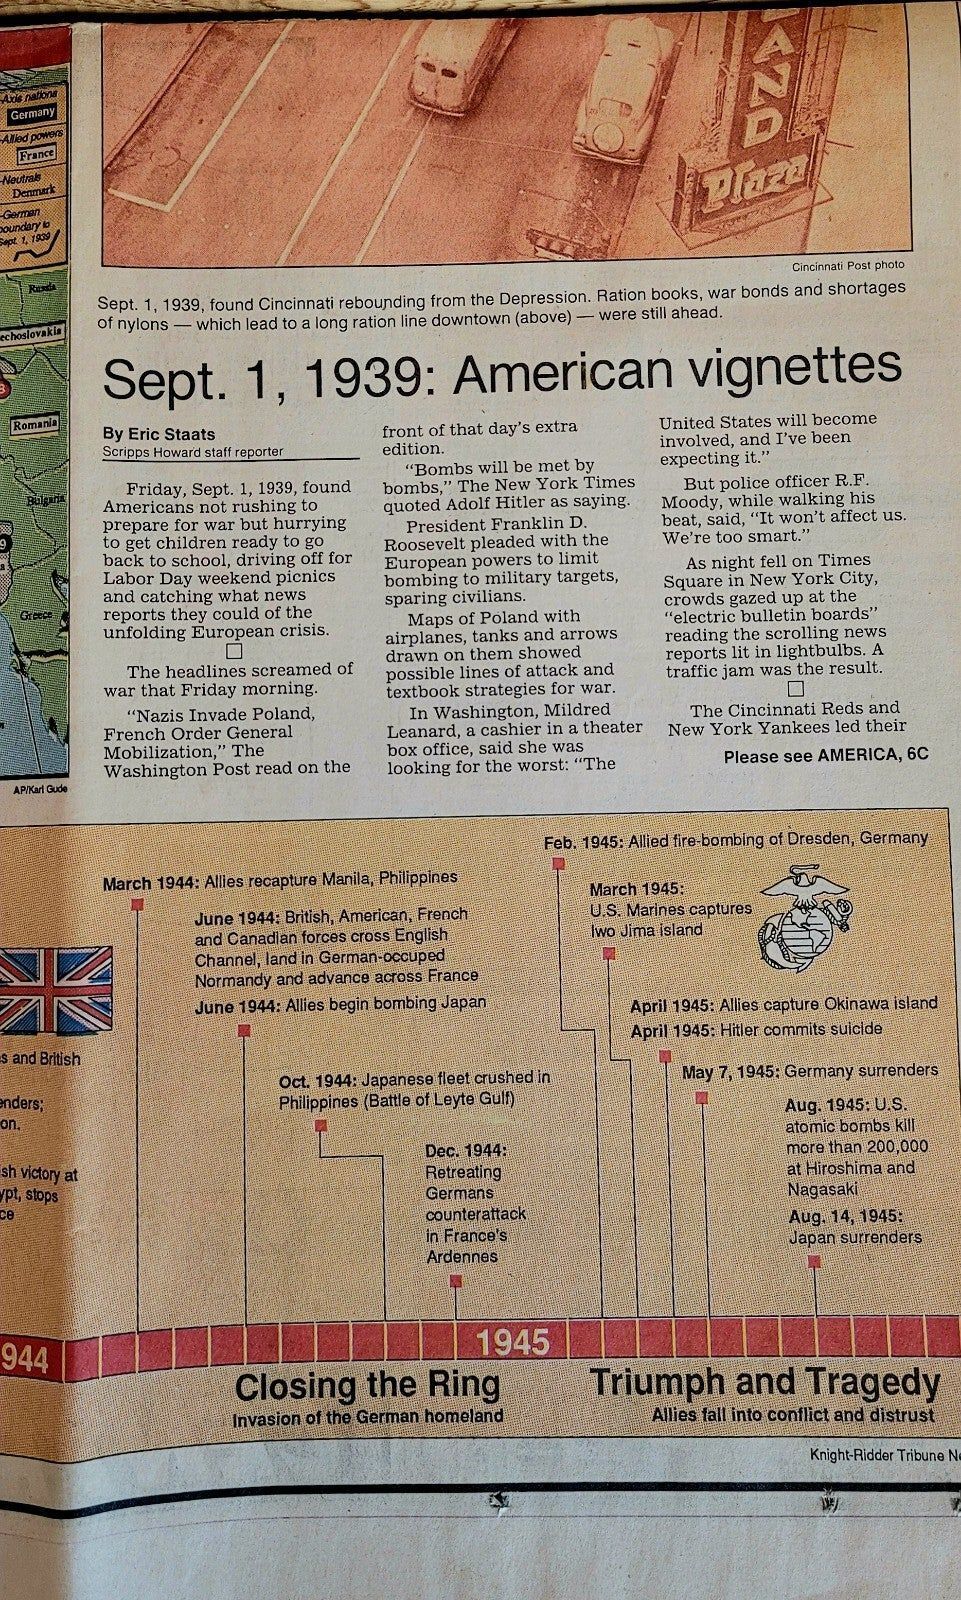 AND
Plaza
Axis nations
Germany
Allied powers
France
Neutrals
Denmark
German
boundary to
Sept. 1, 1939
Russia
echoslovakia
Romania
Bulgaria
9
Greece
AP/Karl Gude
Cincinnati Post photo
Sept. 1, 1939, found Cincinnati rebounding from the Depression. Ration books, war bonds and shortages
of nylons — which lead to a long ration line downtown (above) — were still ahead.
Sept. 1, 1939: American vignettes
By Eric Staats
Scripps Howard staff reporter
Friday, Sept. 1, 1939, found
Americans not rushing to
prepare for war but hurrying
to get children ready to go
back to school, driving off for
Labor Day weekend picnics
and catching what news
reports they could of the
unfolding European crisis.
The headlines screamed of
war that Friday morning.
“Nazis Invade Poland,
French Order General
Mobilization,” The
Washington Post read on the
front of that day's extra
edition.
“Bombs will be met by
bombs,” The New York Times
quoted Adolf Hitler as saying.
President Franklin D.
Roosevelt pleaded with the
European powers to limit
bombing to military targets,
sparing civilians.
Maps of Poland with
airplanes, tanks and arrows
drawn on them showed
possible lines of attack and
textbook strategies for war.
In Washington, Mildred
Leanard, a cashier in a theater
box office, said she was
looking for the worst: “The
United States will become
involved, and I've been
expecting it.”
But police officer R.F.
Moody, while walking his
beat, said, “It won't affect us.
We're too smart.”
As night fell on Times
Square in New York City,
crowds gazed up at the
“electric bulletin boards”
reading the scrolling news
reports lit in lightbulbs. A
traffic jam was the result.
The Cincinnati Reds and
New York Yankees led their
Please see AMERICA, 6C
s and British
enders;
on.
sh victory at
ypt, stops
ce
March 1944: Allies recapture Manila, Philippines
June 1944: British, American, French
and Canadian forces cross English
Channel, land in German-occuped
Normandy and advance across France
June 1944: Allies begin bombing Japan
Oct. 1944: Japanese fleet crushed in
Philippines (Battle of Leyte Gulf)
Dec. 1944:
Retreating
Germans
counterattack
in France's
Ardennes
Feb. 1945: Allied fire-bombing of Dresden, Germany
March 1945:
U.S. Marines captures
Iwo Jima island
April 1945: Allies capture Okinawa island
April 1945: Hitler commits suicide
May 7, 1945: Germany surrenders
Aug. 1945: U.S.
atomic bombs kill
more than 200,000
at Hiroshima and
Nagasaki
Aug. 14, 1945:
Japan surrenders
944
1945
Closing the Ring
Invasion of the German homeland
Triumph and Tragedy
Allies fall into conflict and distrust
Knight-Ridder Tribune Ne